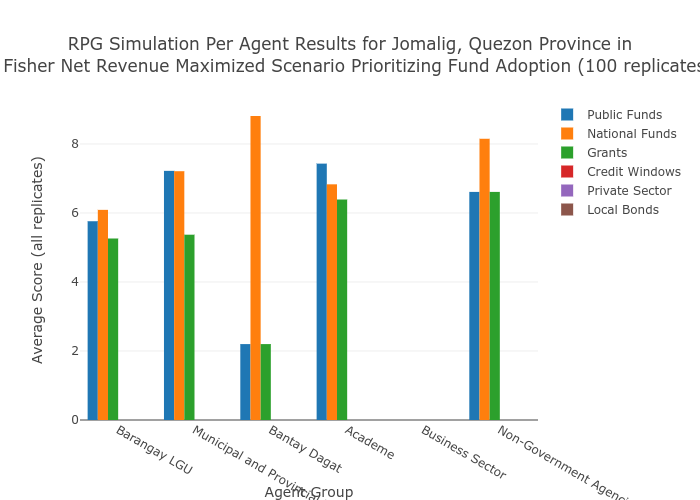 RPG Simulation Per Agent Results for Jomalig, Quezon Province in
Fisher Net Revenue Maximized Scenario Prioritizing Fund Adoption (100 replicates
Public Funds
National Funds
Grants
Credit Windows
Private Sector
Local Bonds
Average Score (all replicates)
8
6
4
2
0
Barangay LGU
Municipal and
Bantay Dagat
Academe
Business Sector
Non-Government
Agent Group